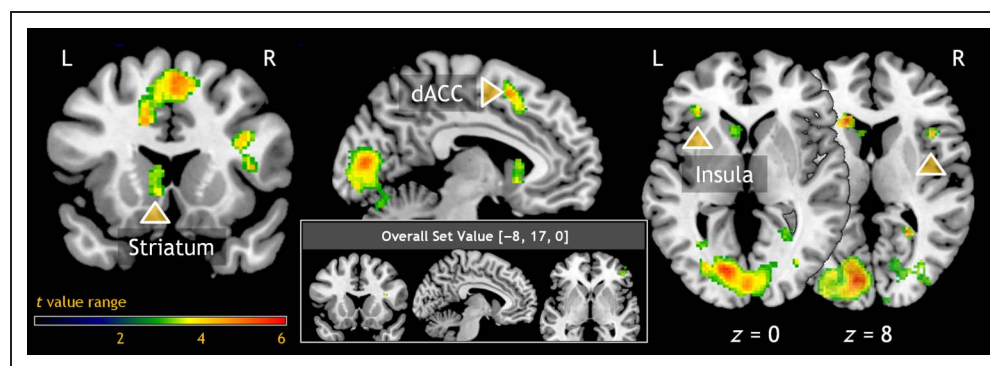 L
R
Striatum
t value range
2
4
6
dACC
Overall Set Value [−8, 17, 0]
L
R
Insula
z = 0
z = 8